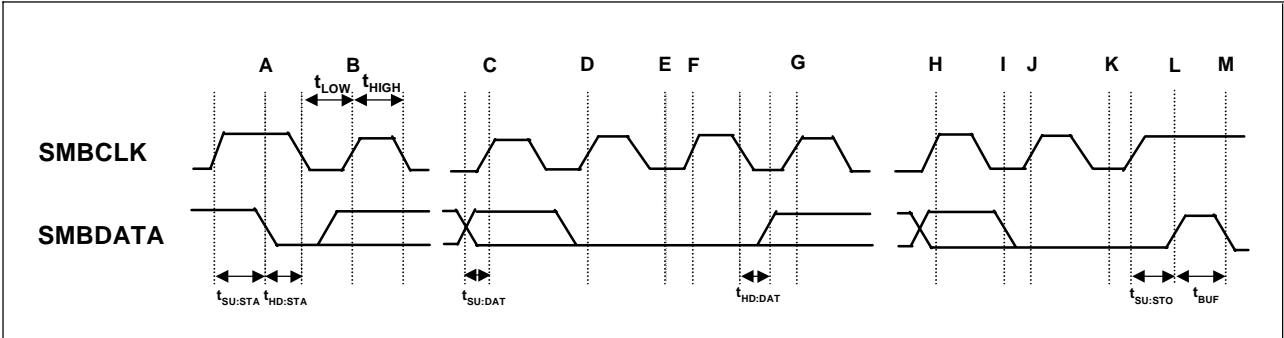 A B C D E F G H I J K L M
tLOW tHIGH
SMBCLK
SMBDATA
tSU:STA tHD:STA tSU:DAT tHD:DAT tSU:STO tBUF